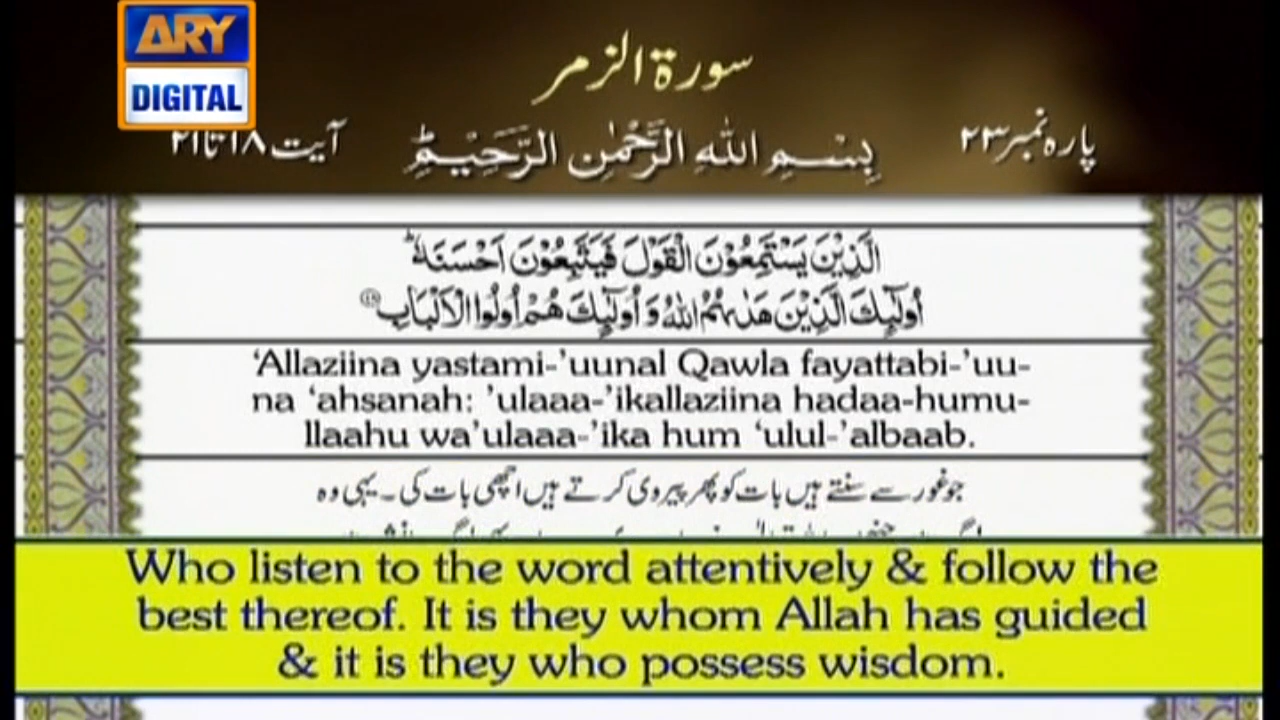 ARY
DIGITAL
سورة الزمر
پارہ نمبر ۲۳
بِسْمِ اللهِ الرَّحْمٰنِ الرَّحِيْمِ
آیت ۱۸ تا ۲۱
الَّذِيْنَ يَسْتَمِعُوْنَ الْقَوْلَ فَيَتَّبِعُوْنَ اَحْسَنَهٗ ؕ
اُولٰٓئِكَ الَّذِيْنَ هَدٰىهُمُ اللهُ وَ اُولٰٓئِكَ هُمْ اُولُوا الْاَلْبَابِ ۝۱۸
‘Allaziina yastami-’uunal Qawla fayattabi-’uu-
na ‘ahsanah: ’ulaaa-’ikallaziina hadaa-humu-
llaahu wa’ulaaa-’ika hum ‘ulul-’albaab.
جو غور سے سنتے ہیں بات کو پھر پیروی کرتے ہیں اچھی بات کی۔ یہی وہ
Who listen to the word attentively & follow the
best thereof. It is they whom Allah has guided
& it is they who possess wisdom.